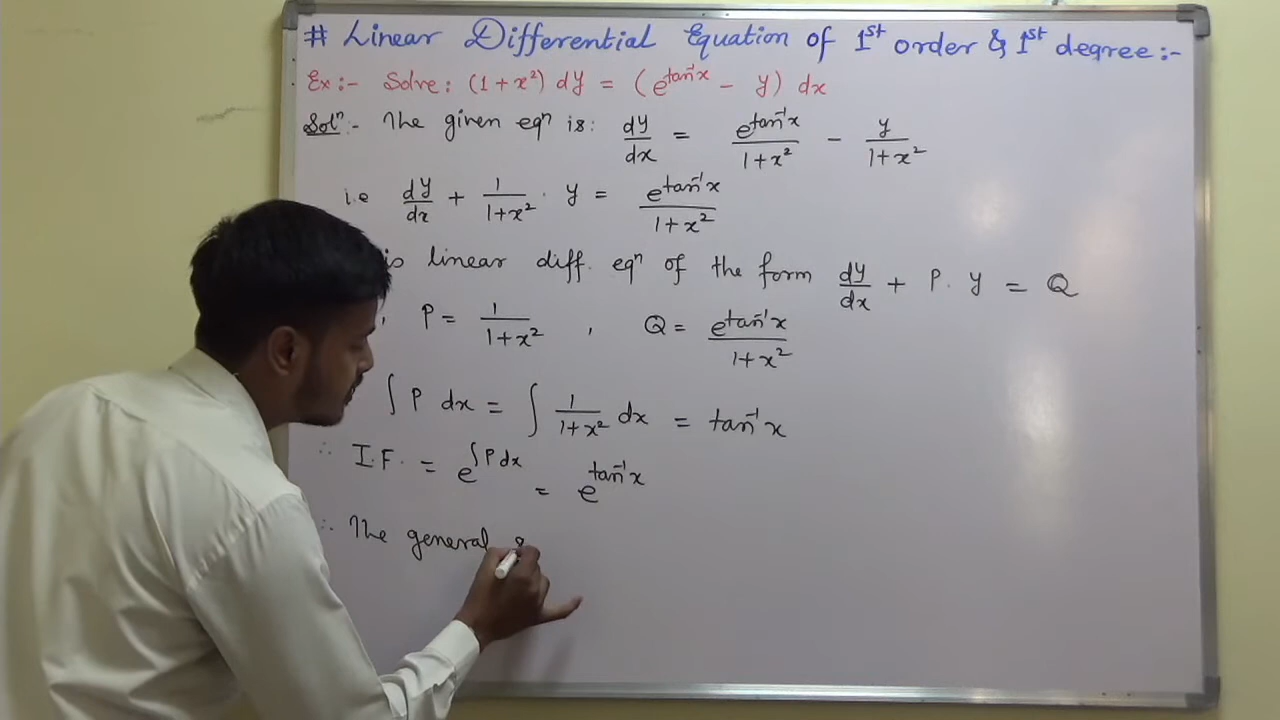 # Linear Differential Equation of 1st order & 1st degree:-
Ex:- Solve: (1 + x²) dy = (e^tan⁻¹x - y) dx
Solⁿ:- The given eqⁿ is: dy/dx = e^tan⁻¹x/1+x² - y/1+x²
i.e dy/dx + 1/1+x² · y = e^tan⁻¹x/1+x²
is linear diff. eqⁿ of the form dy/dx + P. y = Q
, P = 1/1+x² , Q = e^tan⁻¹x/1+x²
∫ P dx = ∫ 1/1+x² dx = tan⁻¹x
∴ I.F. = e^∫Pdx = e^tan⁻¹x
∴ The general